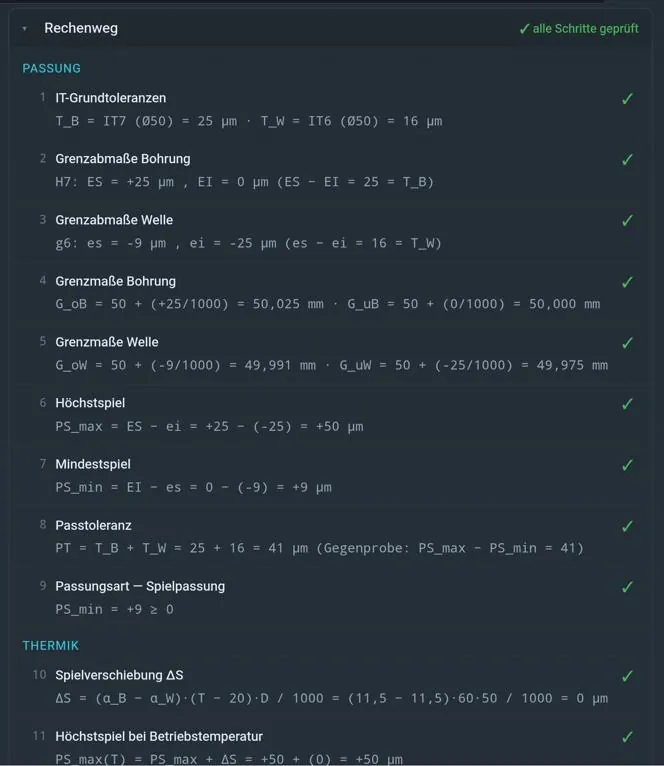 ▾ Rechenweg ✓ alle Schritte geprüft
PASSUNG
1 IT-Grundtoleranzen ✓
T_B = IT7 (Ø50) = 25 µm · T_W = IT6 (Ø50) = 16 µm
2 Grenzabmaße Bohrung ✓
H7: ES = +25 µm , EI = 0 µm (ES − EI = 25 = T_B)
3 Grenzabmaße Welle ✓
g6: es = -9 µm , ei = -25 µm (es − ei = 16 = T_W)
4 Grenzmaße Bohrung ✓
G_oB = 50 + (+25/1000) = 50,025 mm · G_uB = 50 + (0/1000) = 50,000 mm
5 Grenzmaße Welle ✓
G_oW = 50 + (-9/1000) = 49,991 mm · G_uW = 50 + (-25/1000) = 49,975 mm
6 Höchstspiel ✓
PS_max = ES − ei = +25 − (-25) = +50 µm
7 Mindestspiel ✓
PS_min = EI − es = 0 − (-9) = +9 µm
8 Passtoleranz ✓
PT = T_B + T_W = 25 + 16 = 41 µm (Gegenprobe: PS_max − PS_min = 41)
9 Passungsart — Spielpassung ✓
PS_min = +9 ≥ 0
THERMIK
10 Spielverschiebung ΔS ✓
ΔS = (α_B − α_W)·(T − 20)·D / 1000 = (11,5 − 11,5)·60·50 / 1000 = 0 µm
11 Höchstspiel bei Betriebstemperatur ✓
PS_max(T) = PS_max + ΔS = +50 + (0) = +50 µm